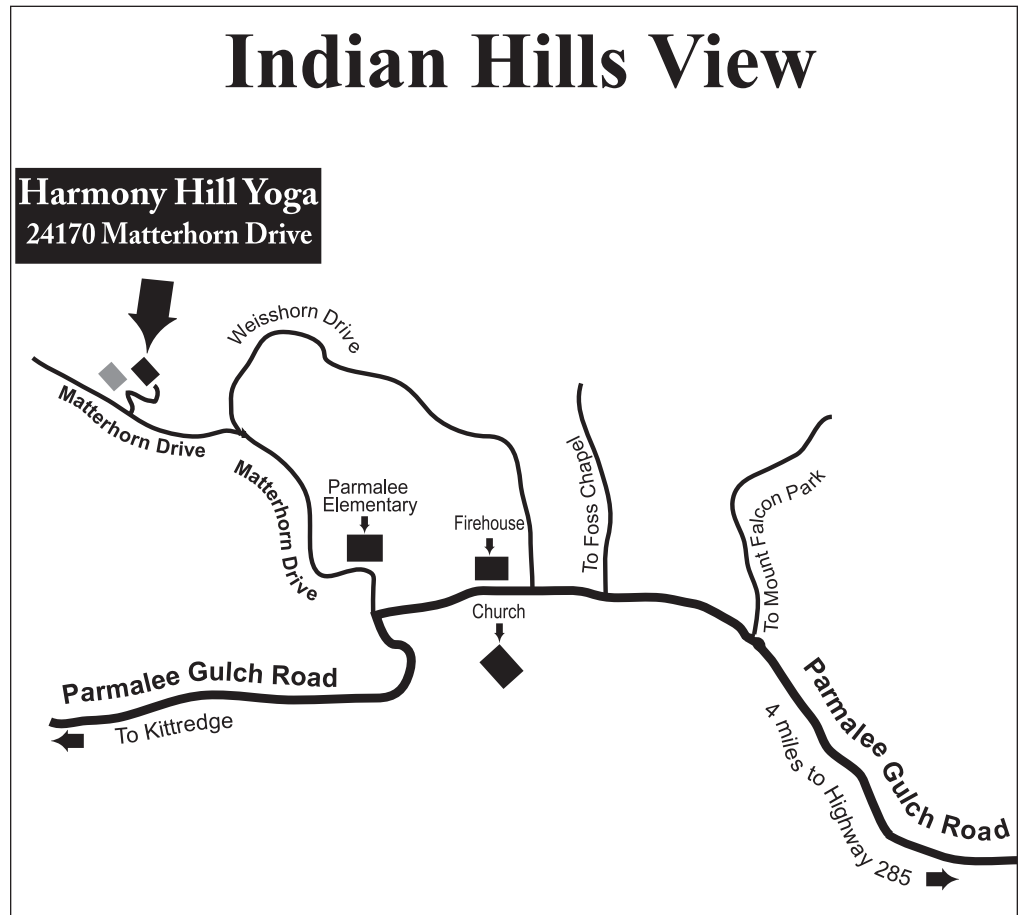 Indian Hills View
Harmony Hill Yoga
24170 Matterhorn Drive
Weisshorn Drive
Matterhorn Drive
Matterhorn Drive
Parmalee
Elementary
Firehouse
To Foss Chapel
To Mount Falcon Park
Church
Parmalee Gulch Road
To Kittredge
Parmalee Gulch Road
4 miles to Highway 285